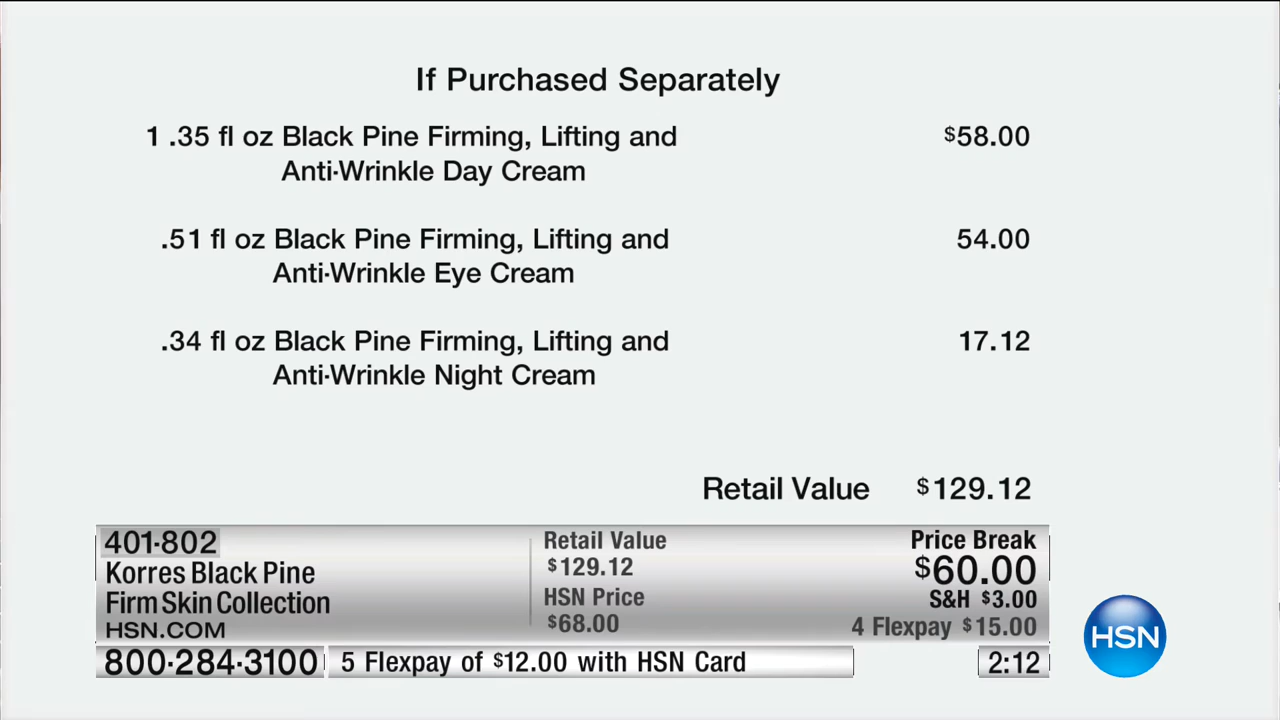 If Purchased Separately
1 .35 fl oz Black Pine Firming, Lifting and $58.00
Anti-Wrinkle Day Cream
.51 fl oz Black Pine Firming, Lifting and 54.00
Anti-Wrinkle Eye Cream
.34 fl oz Black Pine Firming, Lifting and 17.12
Anti-Wrinkle Night Cream
Retail Value $129.12
401-802
Korres Black Pine
Firm Skin Collection
HSN.COM
Retail Value
$129.12
HSN Price
$68.00
Price Break
$60.00
S&H $3.00
4 Flexpay $15.00
HSN
800-284-3100
5 Flexpay of $12.00 with HSN Card
2:12